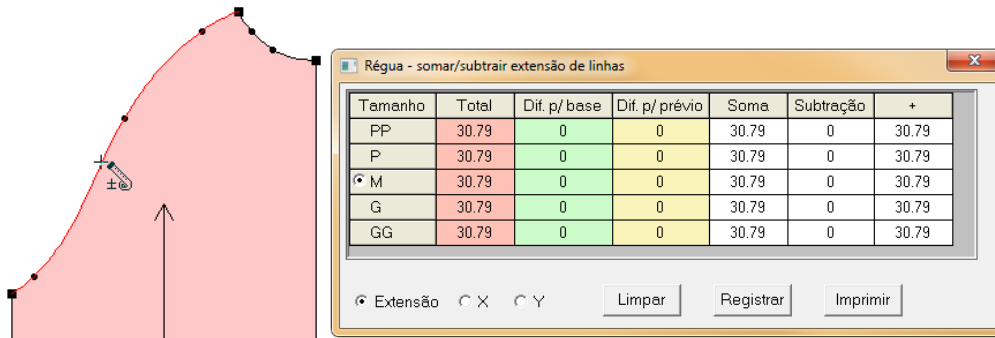 Régua - somar/subtrair extensão de linhas
Tamanho Total Dif. p/ base Dif. p/ prévio Soma Subtração +
PP 30.79 0 0 30.79 0 30.79
P 30.79 0 0 30.79 0 30.79
M 30.79 0 0 30.79 0 30.79
G 30.79 0 0 30.79 0 30.79
GG 30.79 0 0 30.79 0 30.79
Extensão X Y Limpar Registrar Imprimir